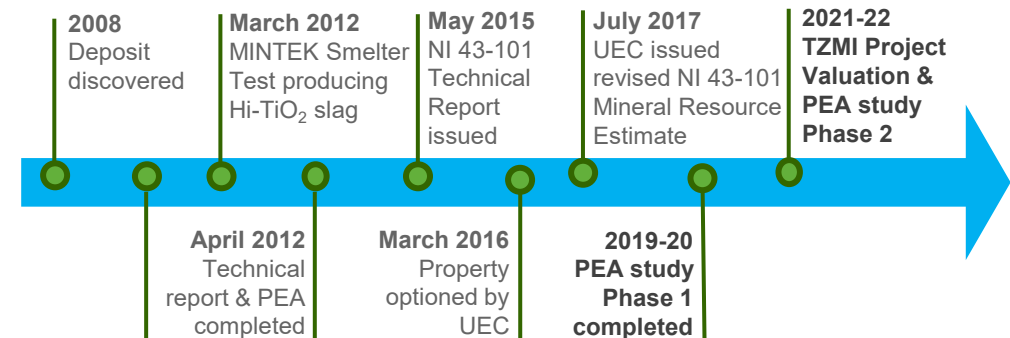 2008
Deposit
discovered
March 2012
MINTEK Smelter
Test producing
Hi-TiO₂ slag
May 2015
NI 43-101
Technical
Report
issued
July 2017
UEC issued
revised NI 43-101
Mineral Resource
Estimate
2021-22
TZMI Project
Valuation &
PEA study
Phase 2
April 2012
Technical
report & PEA
completed
March 2016
Property
optioned by
UEC
2019-20
PEA study
Phase 1
completed